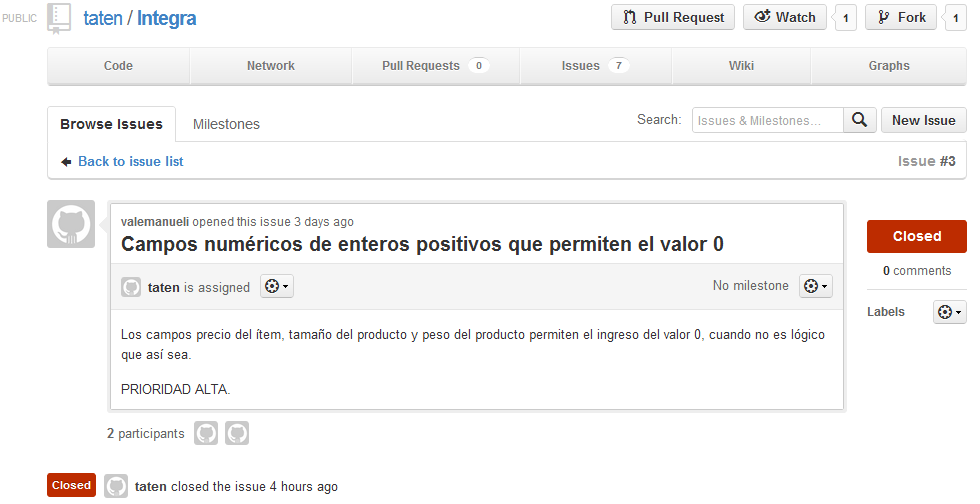 PUBLIC taten / Integra Pull Request Watch 1 Fork 1
Code Network Pull Requests 0 Issues 7 Wiki Graphs
Browse Issues Milestones Search: Issues & Milestones... New Issue
Back to issue list Issue #3
valemanueli opened this issue 3 days ago
Campos numéricos de enteros positivos que permiten el valor 0
Closed
0 comments
taten is assigned No milestone
Labels
Los campos precio del ítem, tamaño del producto y peso del producto permiten el ingreso del valor 0, cuando no es lógico
que así sea.
PRIORIDAD ALTA.
2 participants
Closed taten closed the issue 4 hours ago